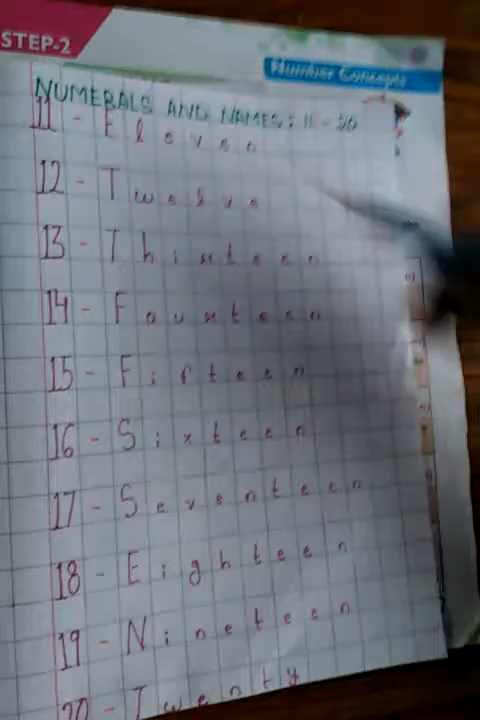 STEP-2
Number Concepts
NUMERALS AND NAMES: 11 - 20
11 - Eleven
12 - Twelve
13 - Thirteen
14 - Fourteen
15 - Fifteen
16 - Sixteen
17 - Seventeen
18 - Eighteen
19 - Nineteen
20 - Twenty